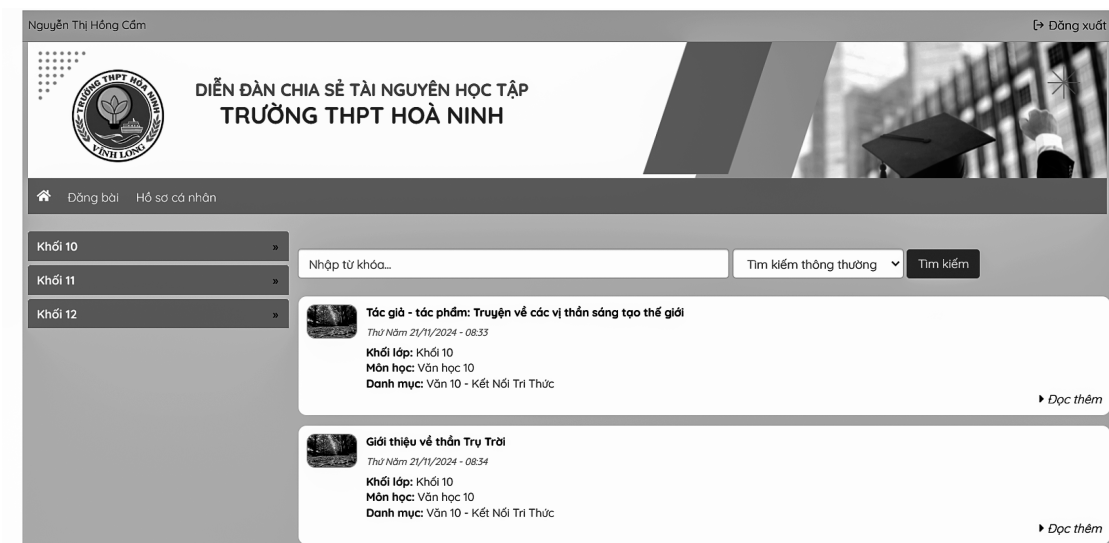 Nguyễn Thị Hồng Cẩm
Đăng xuất
TRƯỜNG THPT HÒA NINH
VĨNH LONG
DIỄN ĐÀN CHIA SẺ TÀI NGUYÊN HỌC TẬP
TRƯỜNG THPT HOÀ NINH
Đăng bài Hồ sơ cá nhân
Khối 10 »
Khối 11 »
Khối 12 »
Nhập từ khóa... Tìm kiếm thông thường Tìm kiếm
Tác giả - tác phẩm: Truyện về các vị thần sáng tạo thế giới
Thứ Năm 21/11/2024 - 08:33
Khối lớp: Khối 10
Môn học: Văn học 10
Danh mục: Văn 10 - Kết Nối Tri Thức
Đọc thêm
Giới thiệu về thần Trụ Trời
Thứ Năm 21/11/2024 - 08:34
Khối lớp: Khối 10
Môn học: Văn học 10
Danh mục: Văn 10 - Kết Nối Tri Thức
Đọc thêm